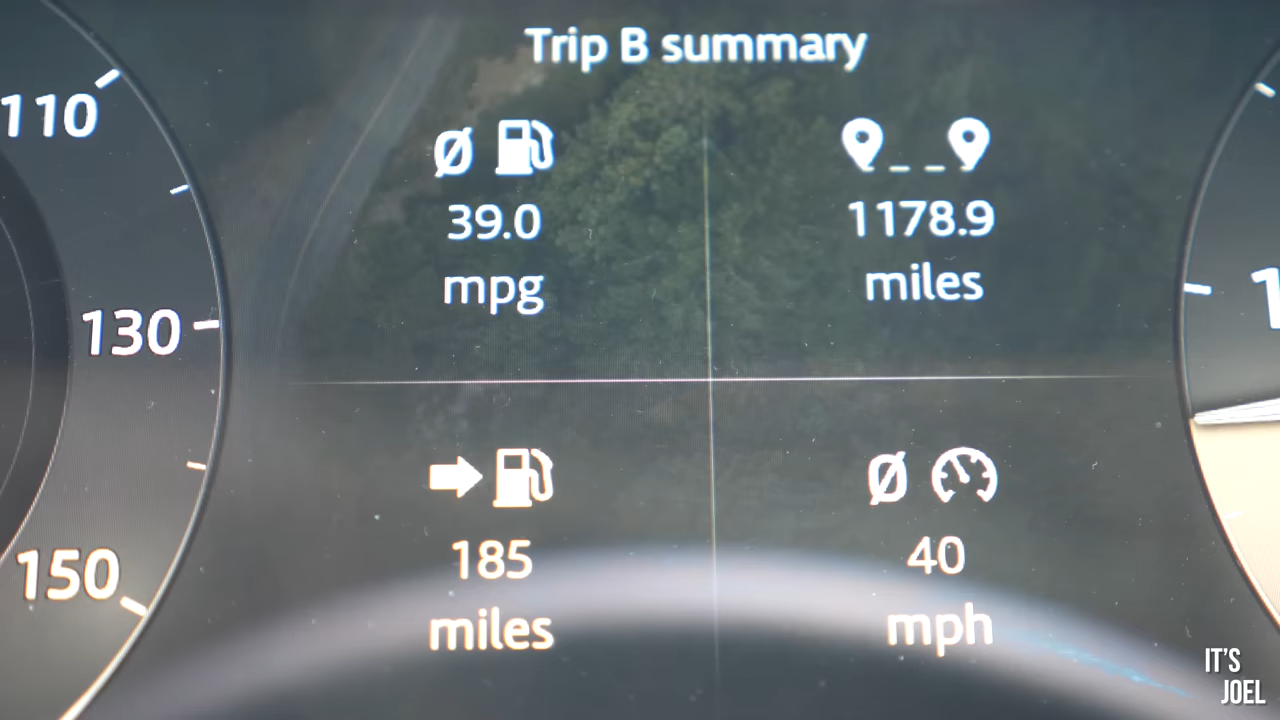 Trip B summary
110
Ø
39.0
mpg
1178.9
miles
130
Ø
185
miles
40
mph
150
IT'S
JOEL